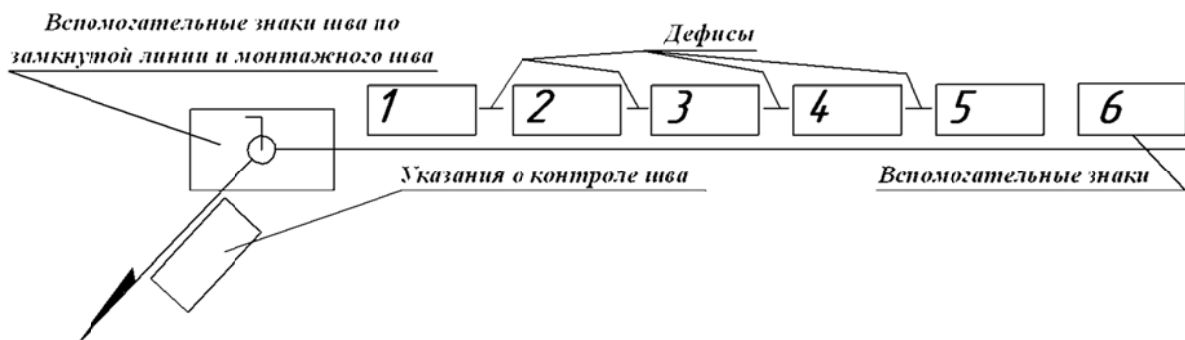 Вспомогательные знаки шва по
замкнутой линии и монтажного шва
Дефисы
1 2 3 4 5 6
Указания о контроле шва
Вспомогательные знаки